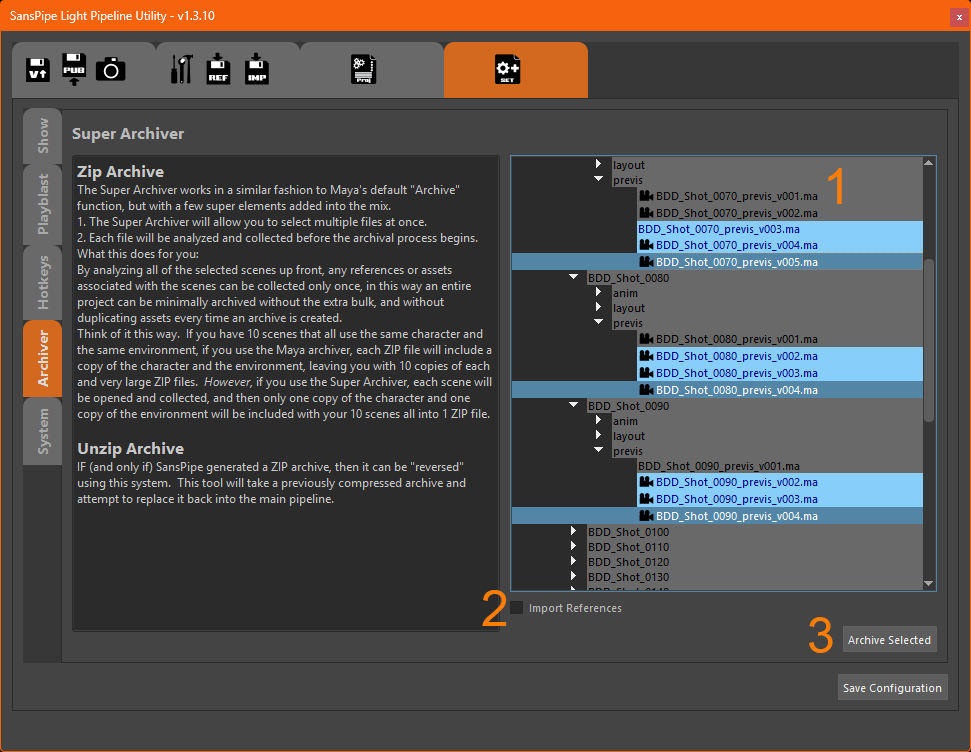 SansPipe Light Pipeline Utility - v1.3.10
x
V↑
PUB
REF
IMP
Proj
SET
Show
Playblast
Hotkeys
Archiver
System
Super Archiver
Zip Archive
The Super Archiver works in a similar fashion to Maya's default "Archive"
function, but with a few super elements added into the mix.
1. The Super Archiver will allow you to select multiple files at once.
2. Each file will be analyzed and collected before the archival process begins.
What this does for you:
By analyzing all of the selected scenes up front, any references or assets
associated with the scenes can be collected only once, in this way an entire
project can be minimally archived without the extra bulk, and without
duplicating assets every time an archive is created.
Think of it this way.  If you have 10 scenes that all use the same character and
the same environment, if you use the Maya archiver, each ZIP file will include a
copy of the character and the environment, leaving you with 10 copies of each
and very large ZIP files.  However, if you use the Super Archiver, each scene will
be opened and collected, and then only one copy of the character and one
copy of the environment will be included with your 10 scenes all into 1 ZIP file.
Unzip Archive
IF (and only if) SansPipe generated a ZIP archive, then it can be "reversed"
using this system.  This tool will take a previously compressed archive and
attempt to replace it back into the main pipeline.
layout
previs
1
BDD_Shot_0070_previs_v001.ma
BDD_Shot_0070_previs_v002.ma
BDD_Shot_0070_previs_v003.ma
BDD_Shot_0070_previs_v004.ma
BDD_Shot_0070_previs_v005.ma
BDD_Shot_0080
anim
layout
previs
BDD_Shot_0080_previs_v001.ma
BDD_Shot_0080_previs_v002.ma
BDD_Shot_0080_previs_v003.ma
BDD_Shot_0080_previs_v004.ma
BDD_Shot_0090
anim
layout
previs
BDD_Shot_0090_previs_v001.ma
BDD_Shot_0090_previs_v002.ma
BDD_Shot_0090_previs_v003.ma
BDD_Shot_0090_previs_v004.ma
BDD_Shot_0100
BDD_Shot_0110
BDD_Shot_0120
BDD_Shot_0130
2
Import References
3
Archive Selected
Save Configuration